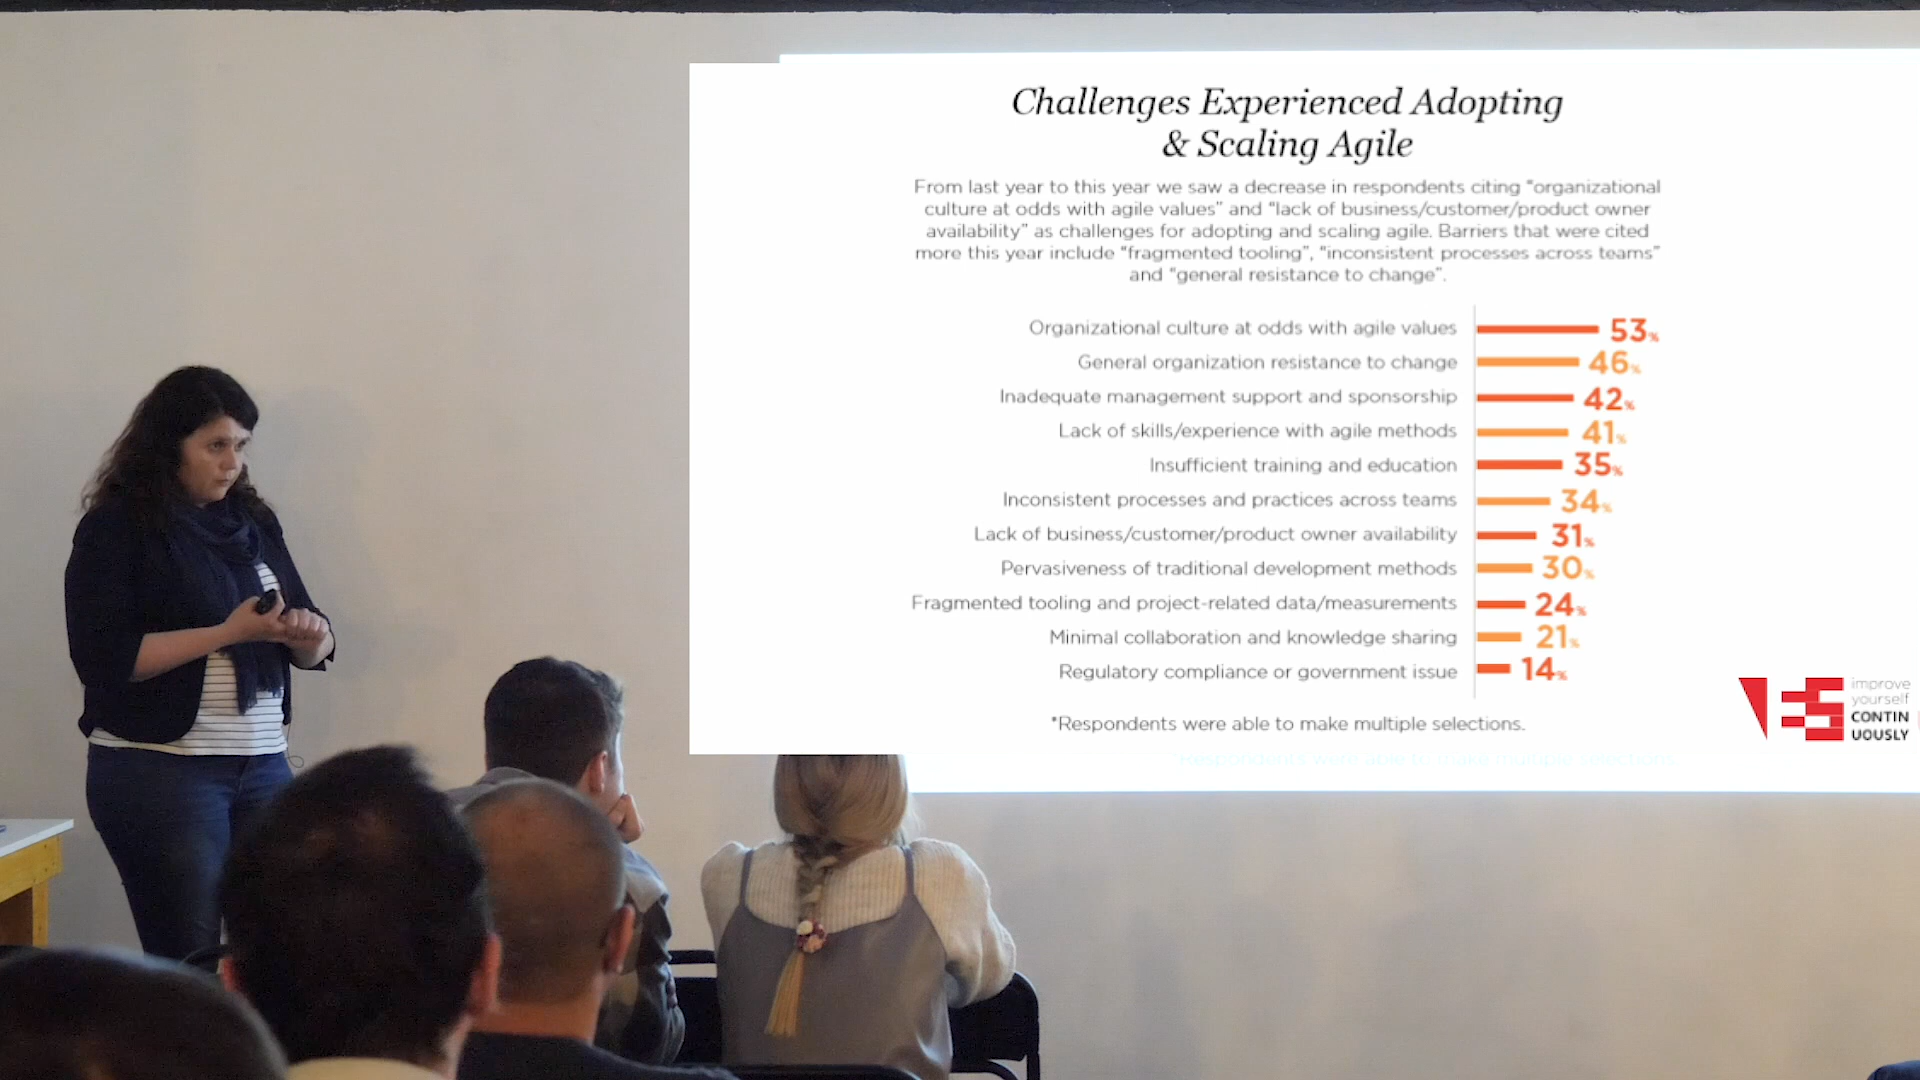 Challenges Experienced Adopting
& Scaling Agile
From last year to this year we saw a decrease in respondents citing "organizational
culture at odds with agile values" and "lack of business/customer/product owner
availability" as challenges for adopting and scaling agile. Barriers that were cited
more this year include "fragmented tooling", "inconsistent processes across teams"
and "general resistance to change".
Organizational culture at odds with agile values 53%
General organization resistance to change 46%
Inadequate management support and sponsorship 42%
Lack of skills/experience with agile methods 41%
Insufficient training and education 35%
Inconsistent processes and practices across teams 34%
Lack of business/customer/product owner availability 31%
Pervasiveness of traditional development methods 30%
Fragmented tooling and project-related data/measurements 24%
Minimal collaboration and knowledge sharing 21%
Regulatory compliance or government issue 14%
*Respondents were able to make multiple selections.
improve
yourself
CONTIN
UOUSLY
*Respondents were able to make multiple selections.